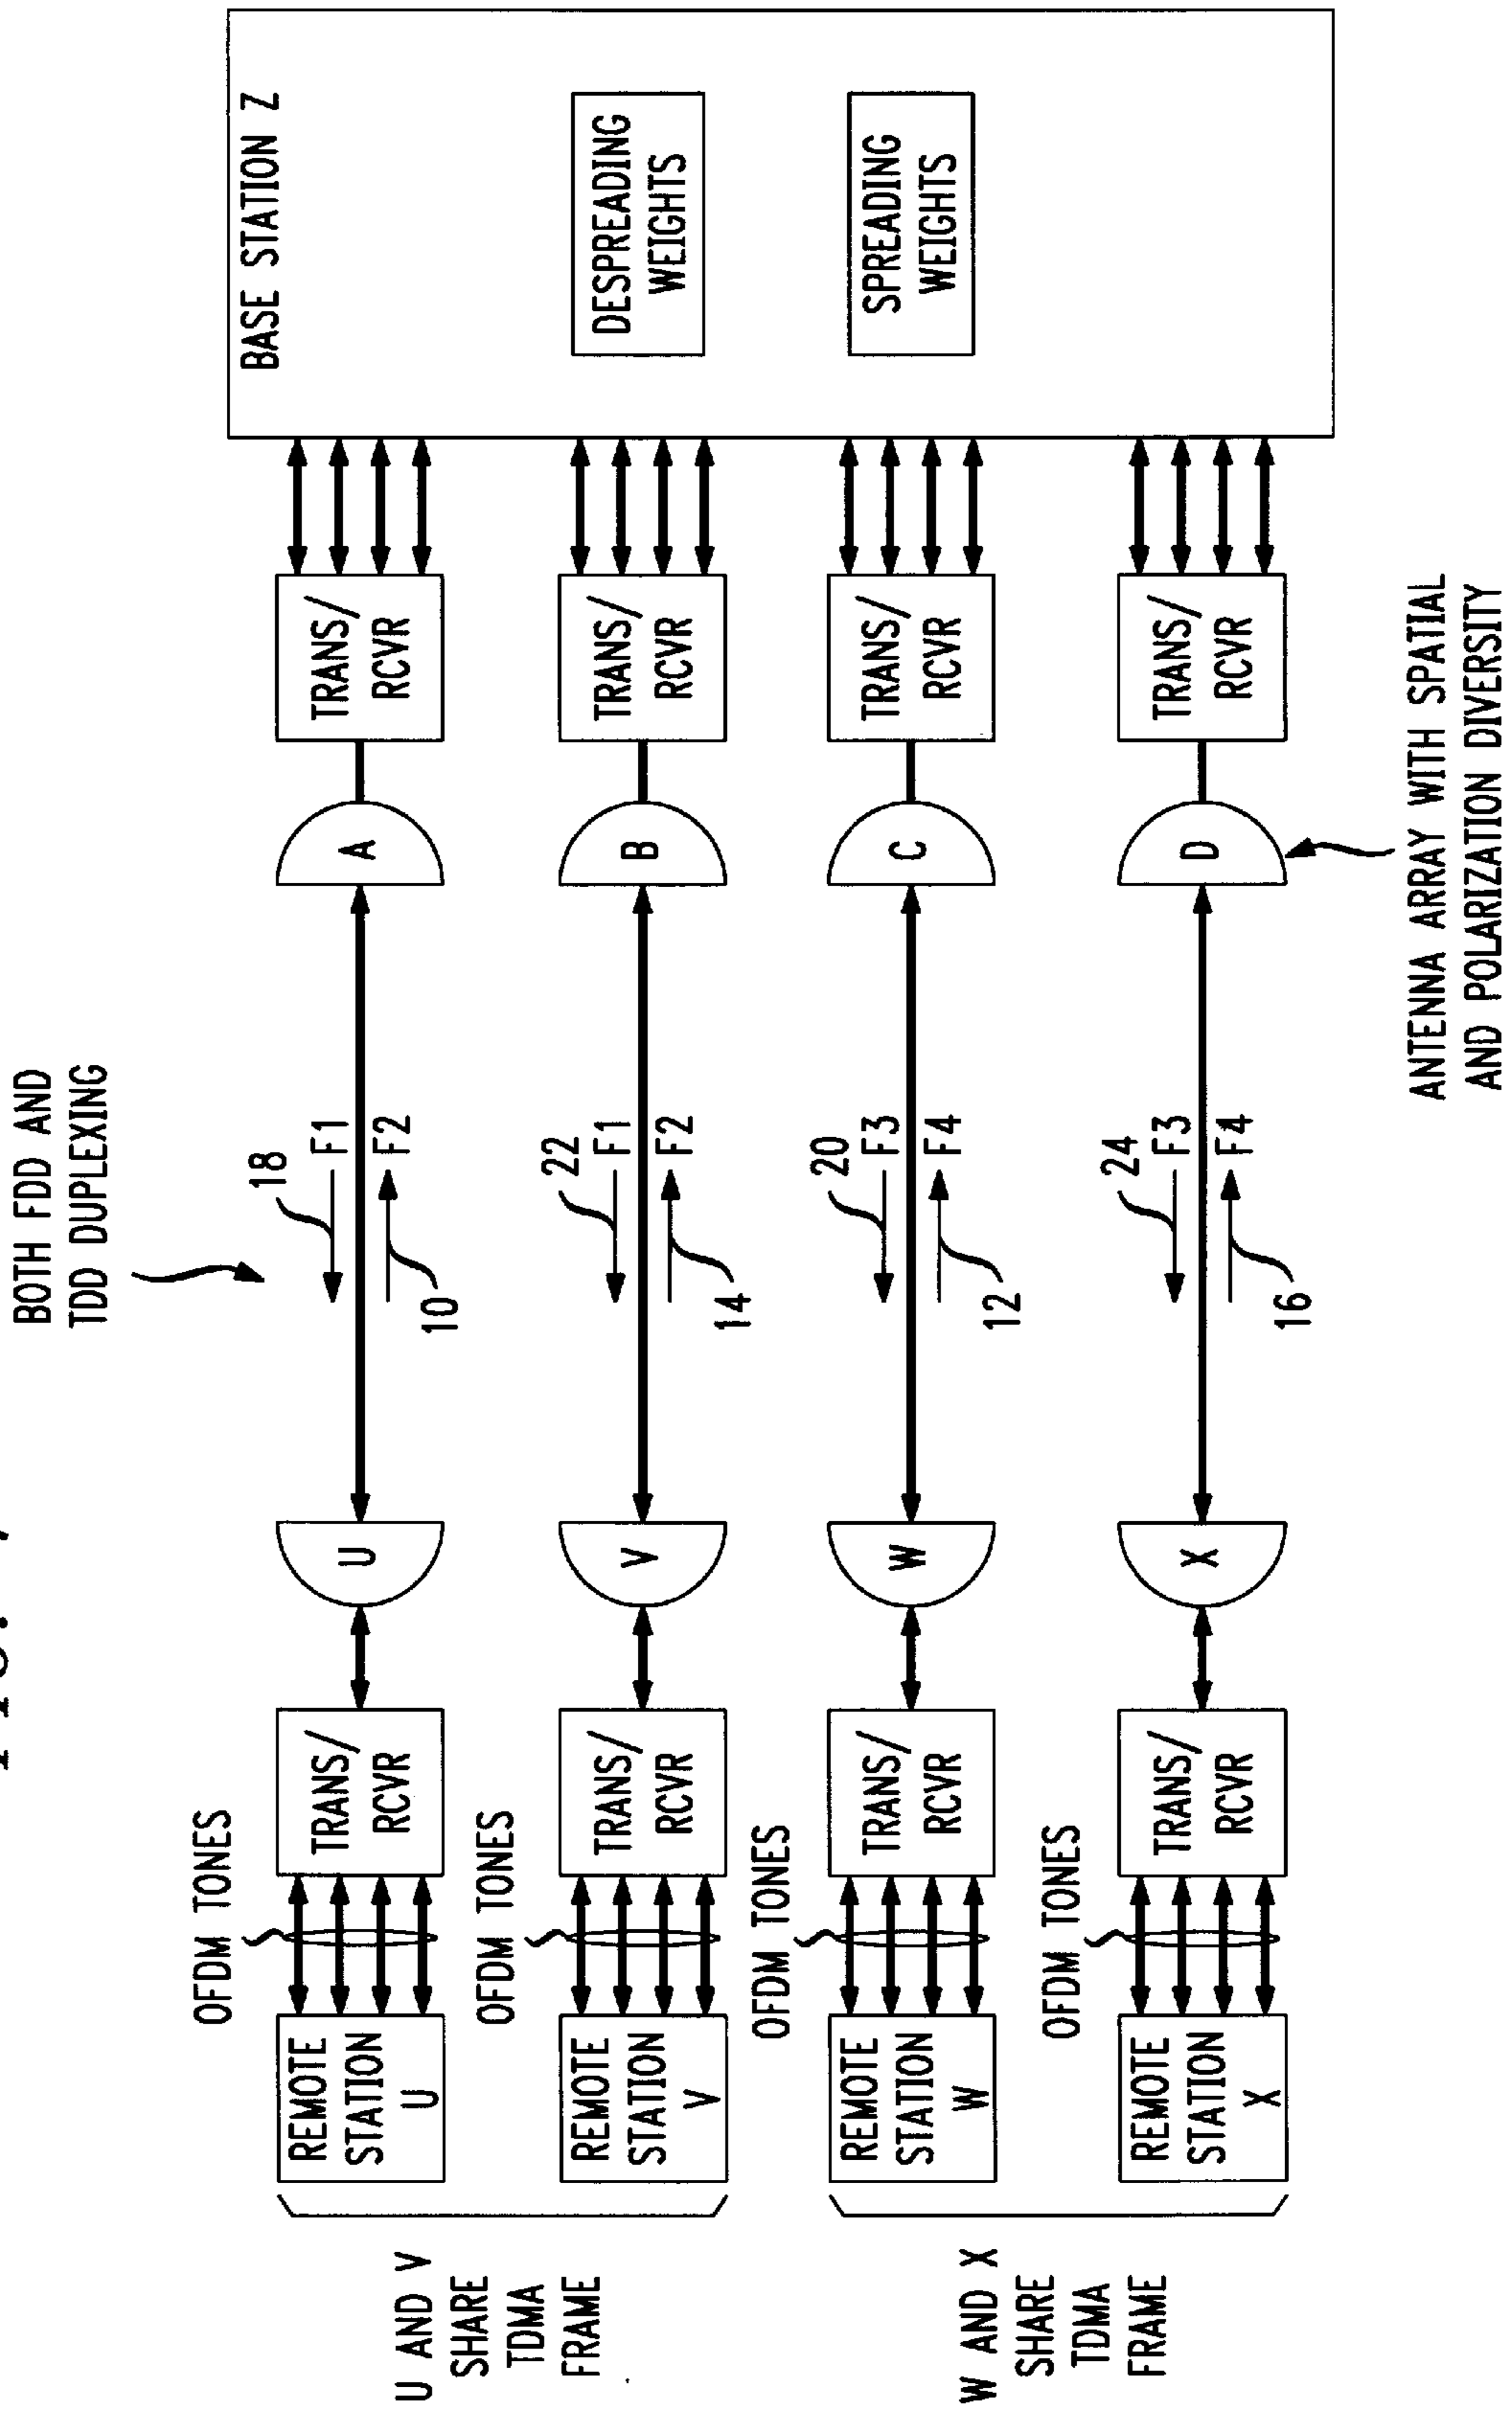 BOTH FDD AND
TDD DUPLEXING
OFDM TONES
REMOTE
STATION
U
TRANS/
RCVR
U
18
F1
F2
10
A
TRANS/
RCVR
BASE STATION Z
U AND V
SHARE
TDMA
FRAME
OFDM TONES
REMOTE
STATION
V
TRANS/
RCVR
V
22
F1
F2
14
B
TRANS/
RCVR
DESPREADING
WEIGHTS
OFDM TONES
REMOTE
STATION
W
TRANS/
RCVR
W
20
F3
F4
12
C
TRANS/
RCVR
SPREADING
WEIGHTS
W AND X
SHARE
TDMA
FRAME
OFDM TONES
REMOTE
STATION
X
TRANS/
RCVR
X
24
F3
F4
16
D
TRANS/
RCVR
ANTENNA ARRAY WITH SPATIAL
AND POLARIZATION DIVERSITY